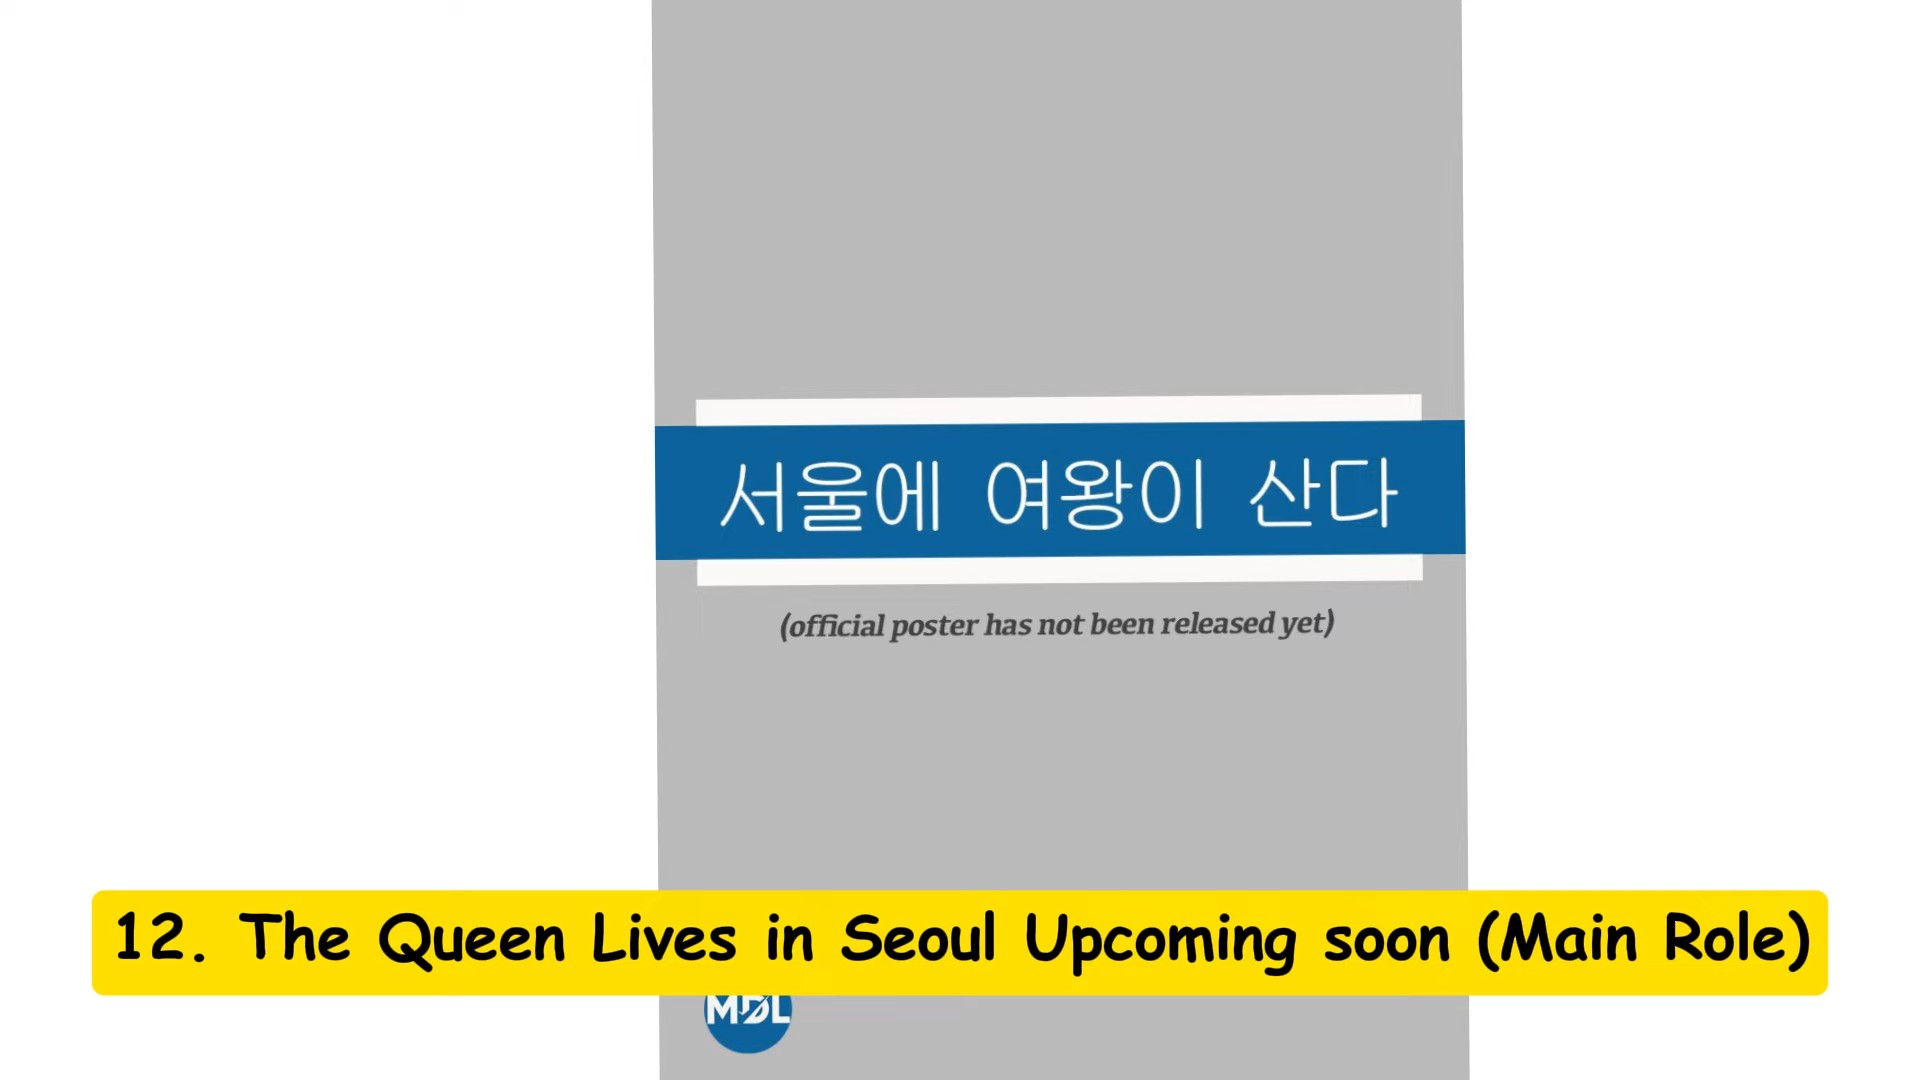 서울에 여왕이 산다
(official poster has not been released yet)
12. The Queen Lives in Seoul Upcoming soon (Main Role)
MDL